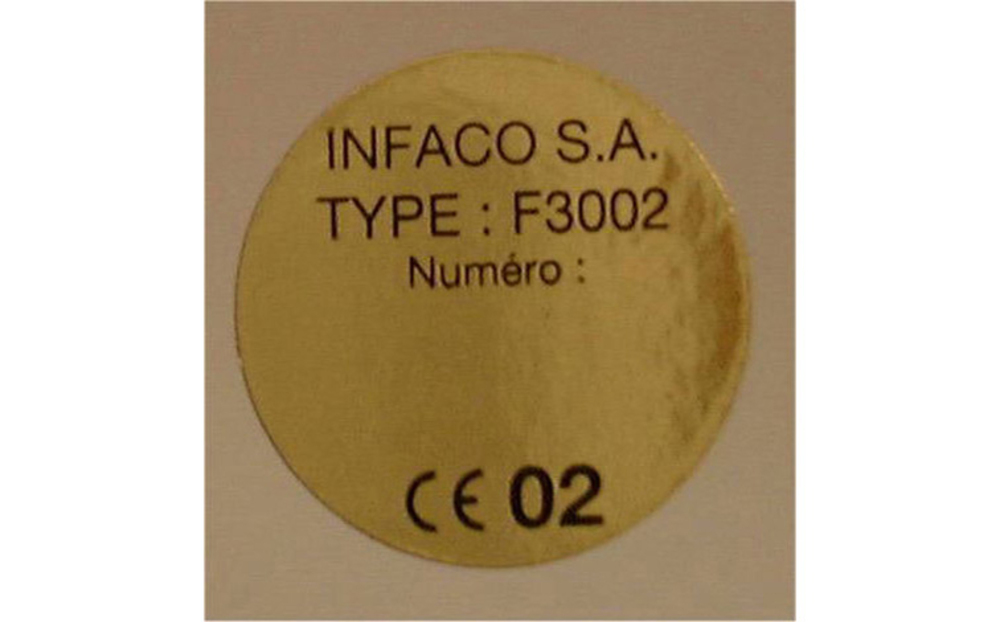 INFACO S.A.
TYPE : F3002
Numéro :
CE 02